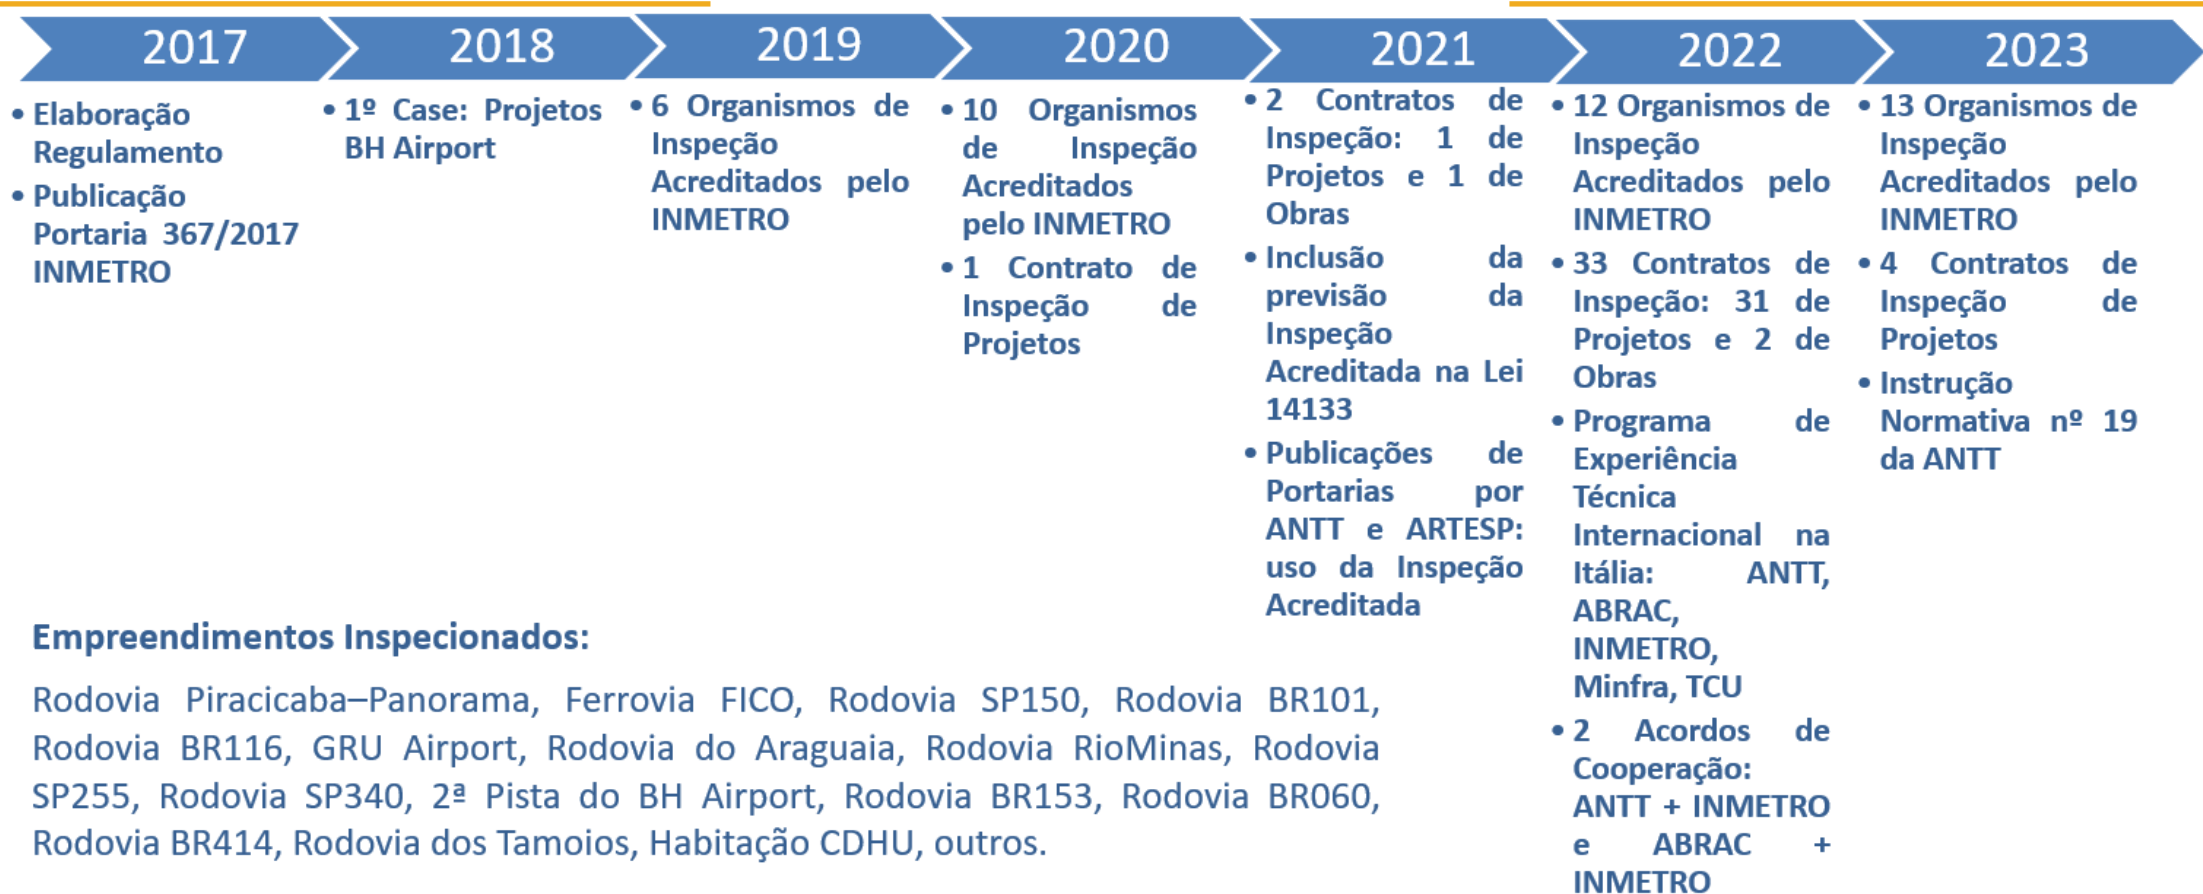 2017
• Elaboração
Regulamento
• Publicação
Portaria 367/2017
INMETRO
2018
• 1º Case: Projetos
BH Airport
2019
• 6 Organismos de
Inspeção
Acreditados pelo
INMETRO
2020
• 10 Organismos
de Inspeção
Acreditados
pelo INMETRO
• 1 Contrato de
Inspeção de
Projetos
2021
• 2 Contratos de
Inspeção: 1 de
Projetos e 1 de
Obras
• Inclusão da
previsão da
Inspeção
Acreditada na Lei
14133
• Publicações de
Portarias por
ANTT e ARTESP:
uso da Inspeção
Acreditada
2022
• 12 Organismos de
Inspeção
Acreditados pelo
INMETRO
• 33 Contratos de
Inspeção: 31 de
Projetos e 2 de
Obras
• Programa de
Experiência
Técnica
Internacional na
Itália: ANTT,
ABRAC,
INMETRO,
Minfra, TCU
• 2 Acordos de
Cooperação:
ANTT + INMETRO
e ABRAC +
INMETRO
2023
• 13 Organismos de
Inspeção
Acreditados pelo
INMETRO
• 4 Contratos de
Inspeção de
Projetos
• Instrução
Normativa nº 19
da ANTT
Empreendimentos Inspecionados:
Rodovia Piracicaba–Panorama, Ferrovia FICO, Rodovia SP150, Rodovia BR101,
Rodovia BR116, GRU Airport, Rodovia do Araguaia, Rodovia RioMinas, Rodovia
SP255, Rodovia SP340, 2ª Pista do BH Airport, Rodovia BR153, Rodovia BR060,
Rodovia BR414, Rodovia dos Tamoios, Habitação CDHU, outros.